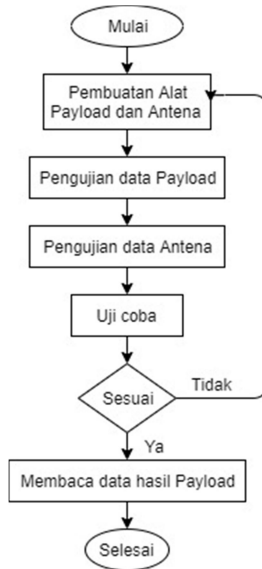 Mulai
Pembuatan Alat
Payload dan Antena
Pengujian data Payload
Pengujian data Antena
Uji coba
Sesuai
Tidak
Ya
Membaca data hasil Payload
Selesai